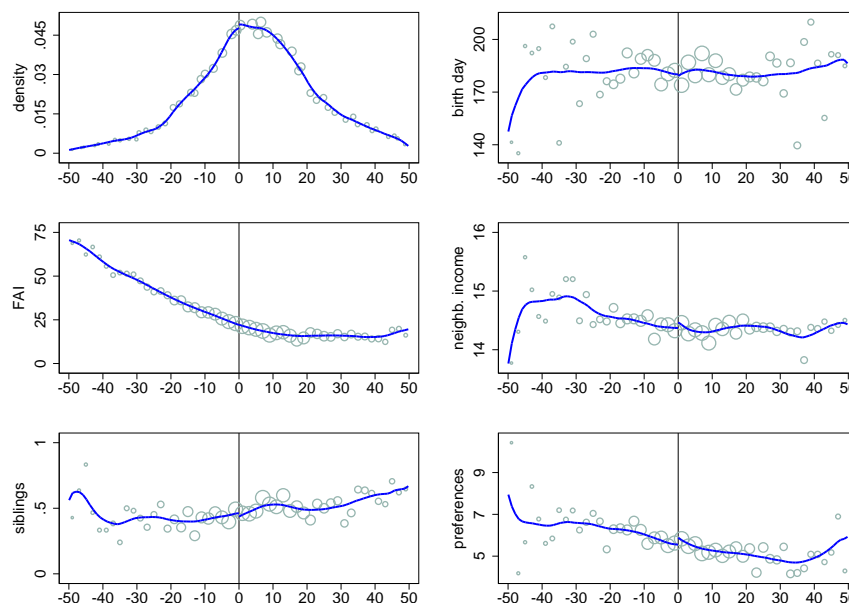 density
0 .015 .03 .045
-50 -40 -30 -20 -10 0 10 20 30 40 50
birth day
140 170 200
-50 -40 -30 -20 -10 0 10 20 30 40 50
FAI
0 25 50 75
-50 -40 -30 -20 -10 0 10 20 30 40 50
neighb. income
14 15 16
-50 -40 -30 -20 -10 0 10 20 30 40 50
siblings
0 .5 1
-50 -40 -30 -20 -10 0 10 20 30 40 50
preferences
5 7 9
-50 -40 -30 -20 -10 0 10 20 30 40 50